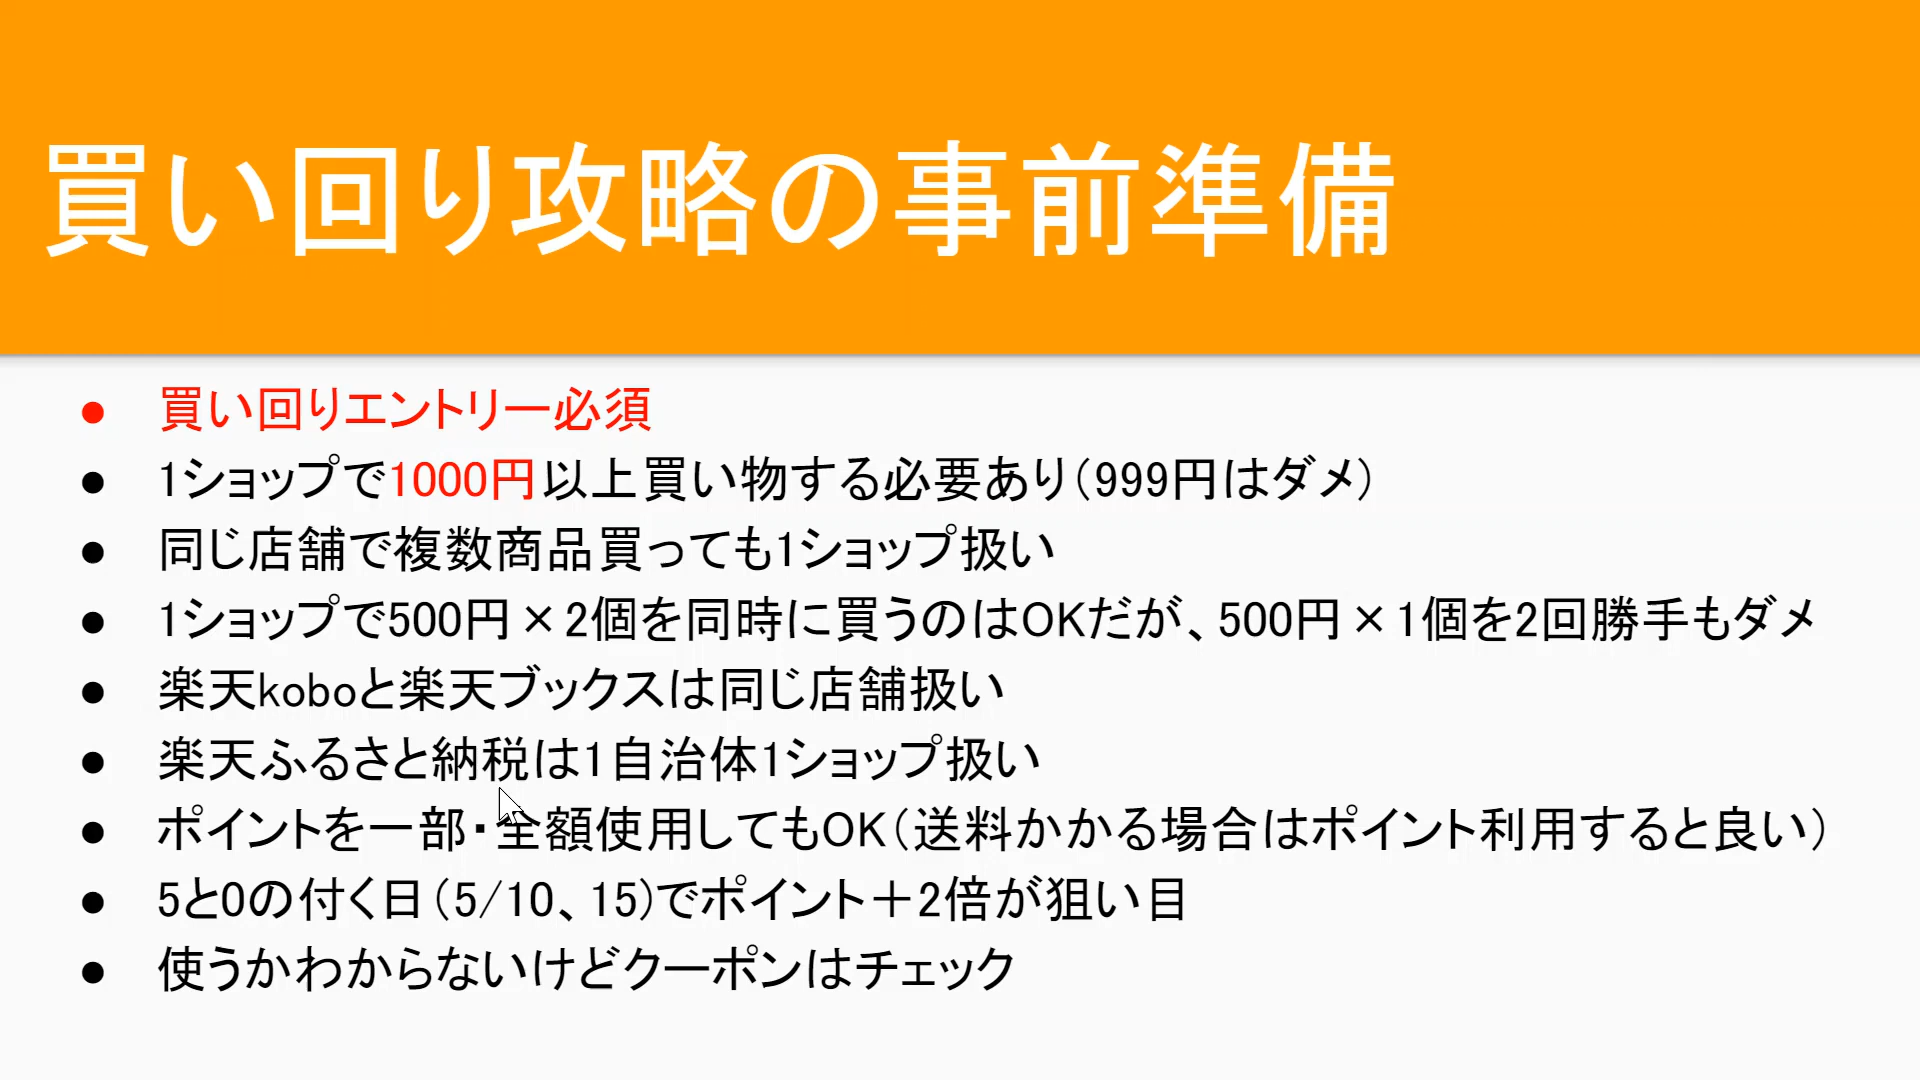 買い回り攻略の事前準備
● 買い回りエントリー必須
● 1ショップで1000円以上買い物する必要あり(999円はダメ)
● 同じ店舗で複数商品買っても1ショップ扱い
● 1ショップで500円×2個を同時に買うのはOKだが、500円×1個を2回勝手もダメ
● 楽天koboと楽天ブックスは同じ店舗扱い
● 楽天ふるさと納税は1自治体1ショップ扱い
● ポイントを一部・全額使用してもOK(送料かかる場合はポイント利用すると良い)
● 5と0の付く日(5/10、15)でポイント＋2倍が狙い目
● 使うかわからないけどクーポンはチェック